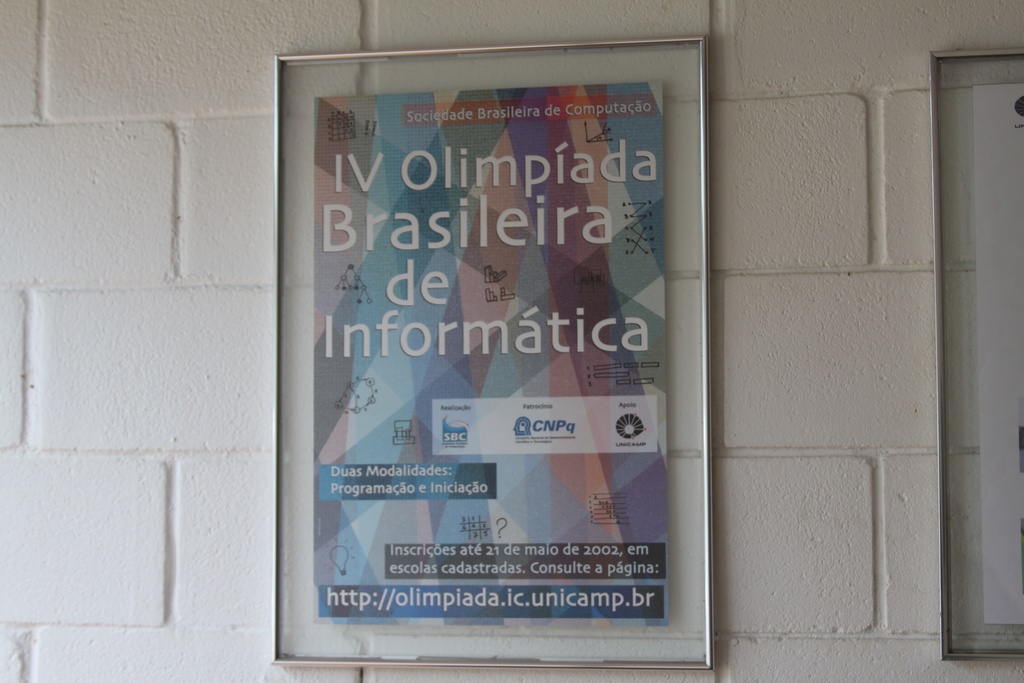 Sociedade Brasileira de Computação
IV Olimpíada
Brasileira
de
Informática
Realização
Patrocínio
Apoio
SBC
CNPq
UNICAMP
Duas Modalidades:
Programação e Iniciação
?
Inscrições até 21 de maio de 2002, em
escolas cadastradas. Consulte a página:
http://olimpiada.ic.unicamp.br